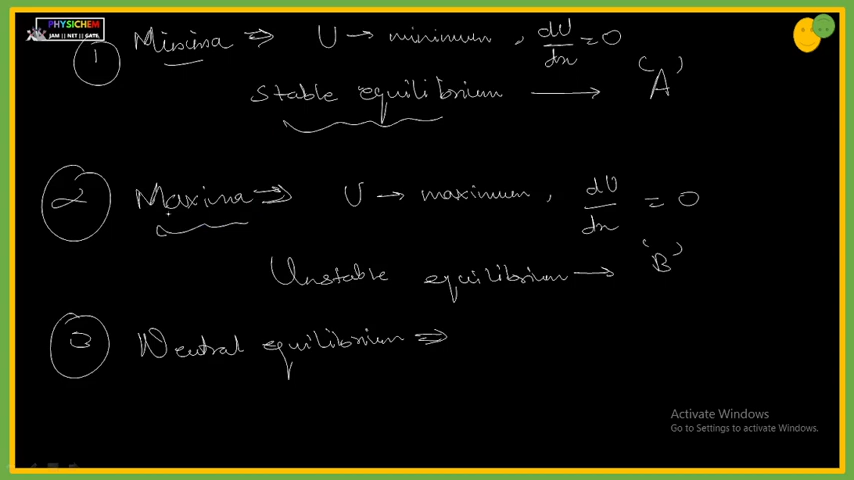 PHYSICHEM
JAM || NET || GATE
1 Minima ⇒ U → minimum, dU/dx = 0
Stable equilibrium → 'A'
2 Maxima ⇒ U → maximum, dU/dx = 0
Unstable equilibrium → 'B'
3 Neutral equilibrium ⇒
Activate Windows
Go to Settings to activate Windows.